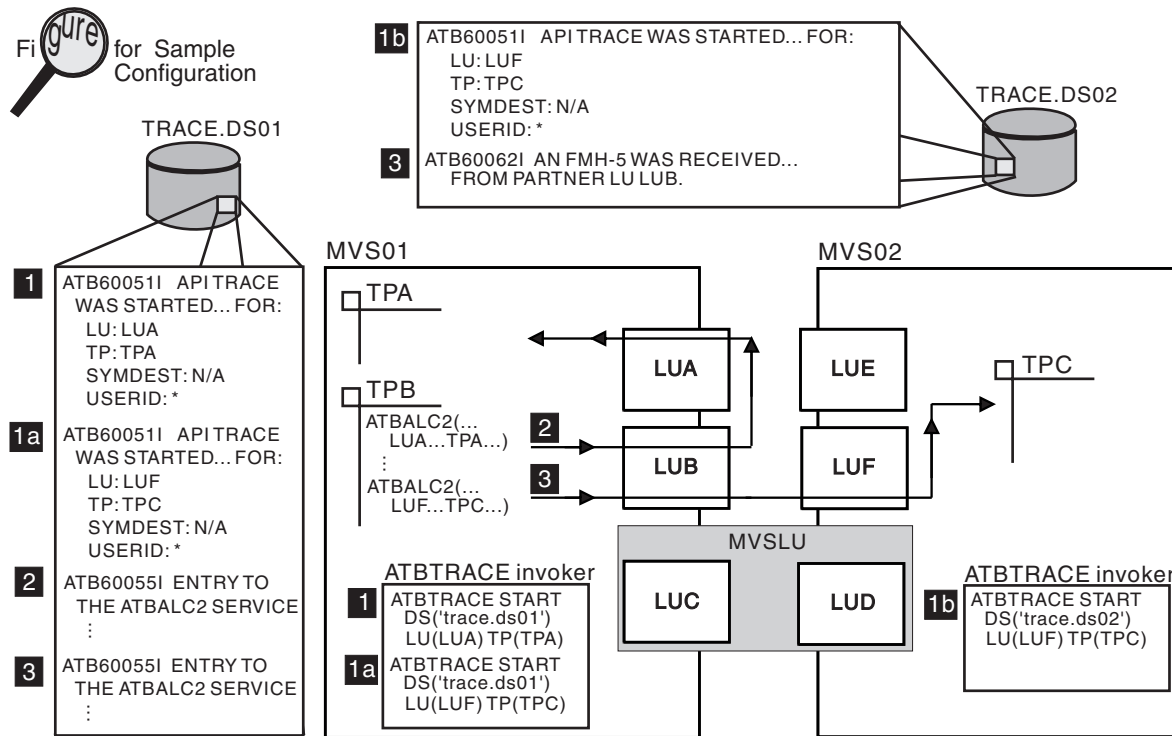 Figure for Sample
Configuration
TRACE.DS01
1b
ATB60051I API TRACE WAS STARTED... FOR:
LU: LUF
TP: TPC
SYMDEST: N/A
USERID: *
3
ATB60062I AN FMH-5 WAS RECEIVED...
FROM PARTNER LU LUB.
TRACE.DS02
1
ATB60051I API TRACE
WAS STARTED... FOR:
LU: LUA
TP: TPA
SYMDEST: N/A
USERID: *
1a
ATB60051I API TRACE
WAS STARTED... FOR:
LU: LUF
TP: TPC
SYMDEST: N/A
USERID: *
2
ATB60055I ENTRY TO
THE ATBALC2 SERVICE
⋮
3
ATB60055I ENTRY TO
THE ATBALC2 SERVICE
⋮
MVS01
TPA
TPB
ATBALC2(...
LUA...TPA...)
⋮
ATBALC2(...
LUF...TPC...)
2
3
LUA
LUB
MVS02
LUE
LUF
TPC
MVSLU
LUC
LUD
ATBTRACE invoker
1
ATBTRACE START
DS('trace.ds01')
LU(LUA) TP(TPA)
1a
ATBTRACE START
DS('trace.ds01')
LU(LUF) TP(TPC)
ATBTRACE invoker
1b
ATBTRACE START
DS('trace.ds02')
LU(LUF) TP(TPC)